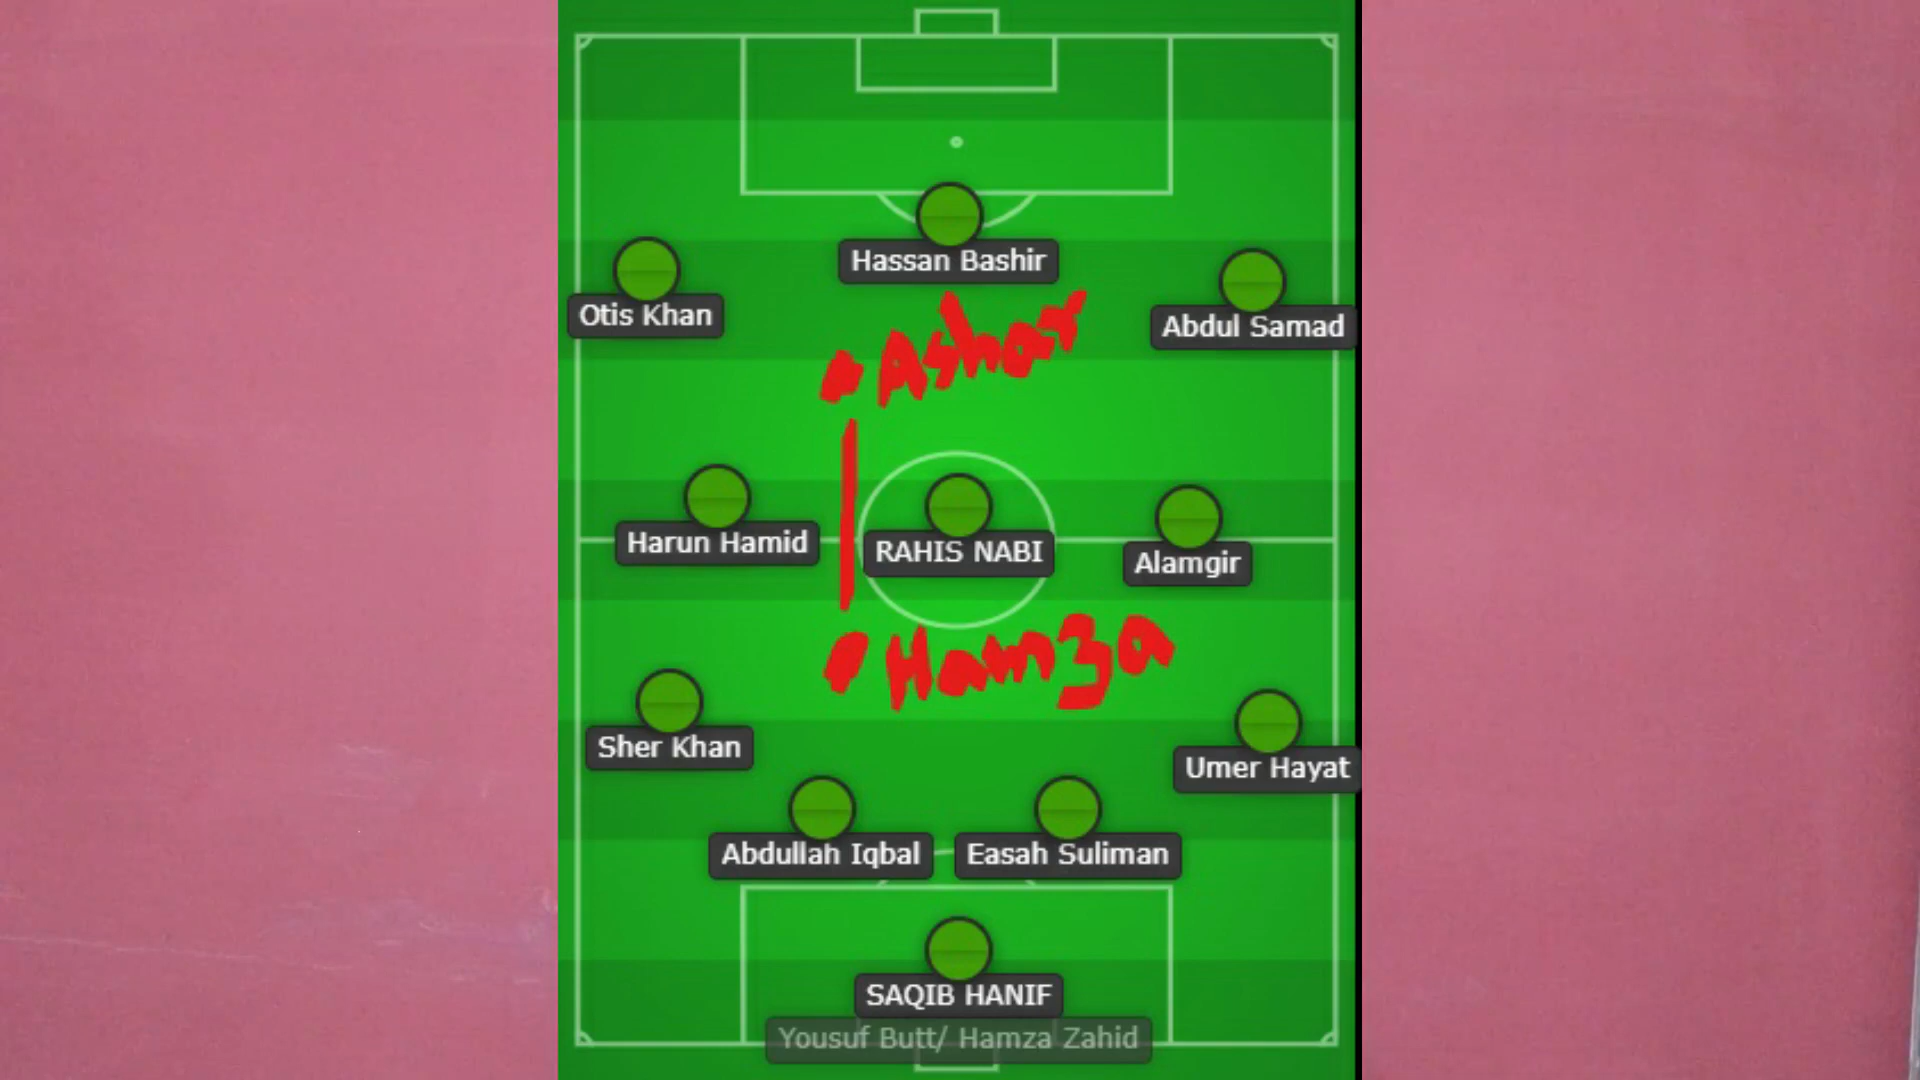 Hassan Bashir
Otis Khan
Abdul Samad
Ashar
Harun Hamid
RAHIS NABI
Alamgir
Hamza
Sher Khan
Umer Hayat
Abdullah Iqbal
Easah Suliman
SAQIB HANIF
Yousuf Butt/ Hamza Zahid